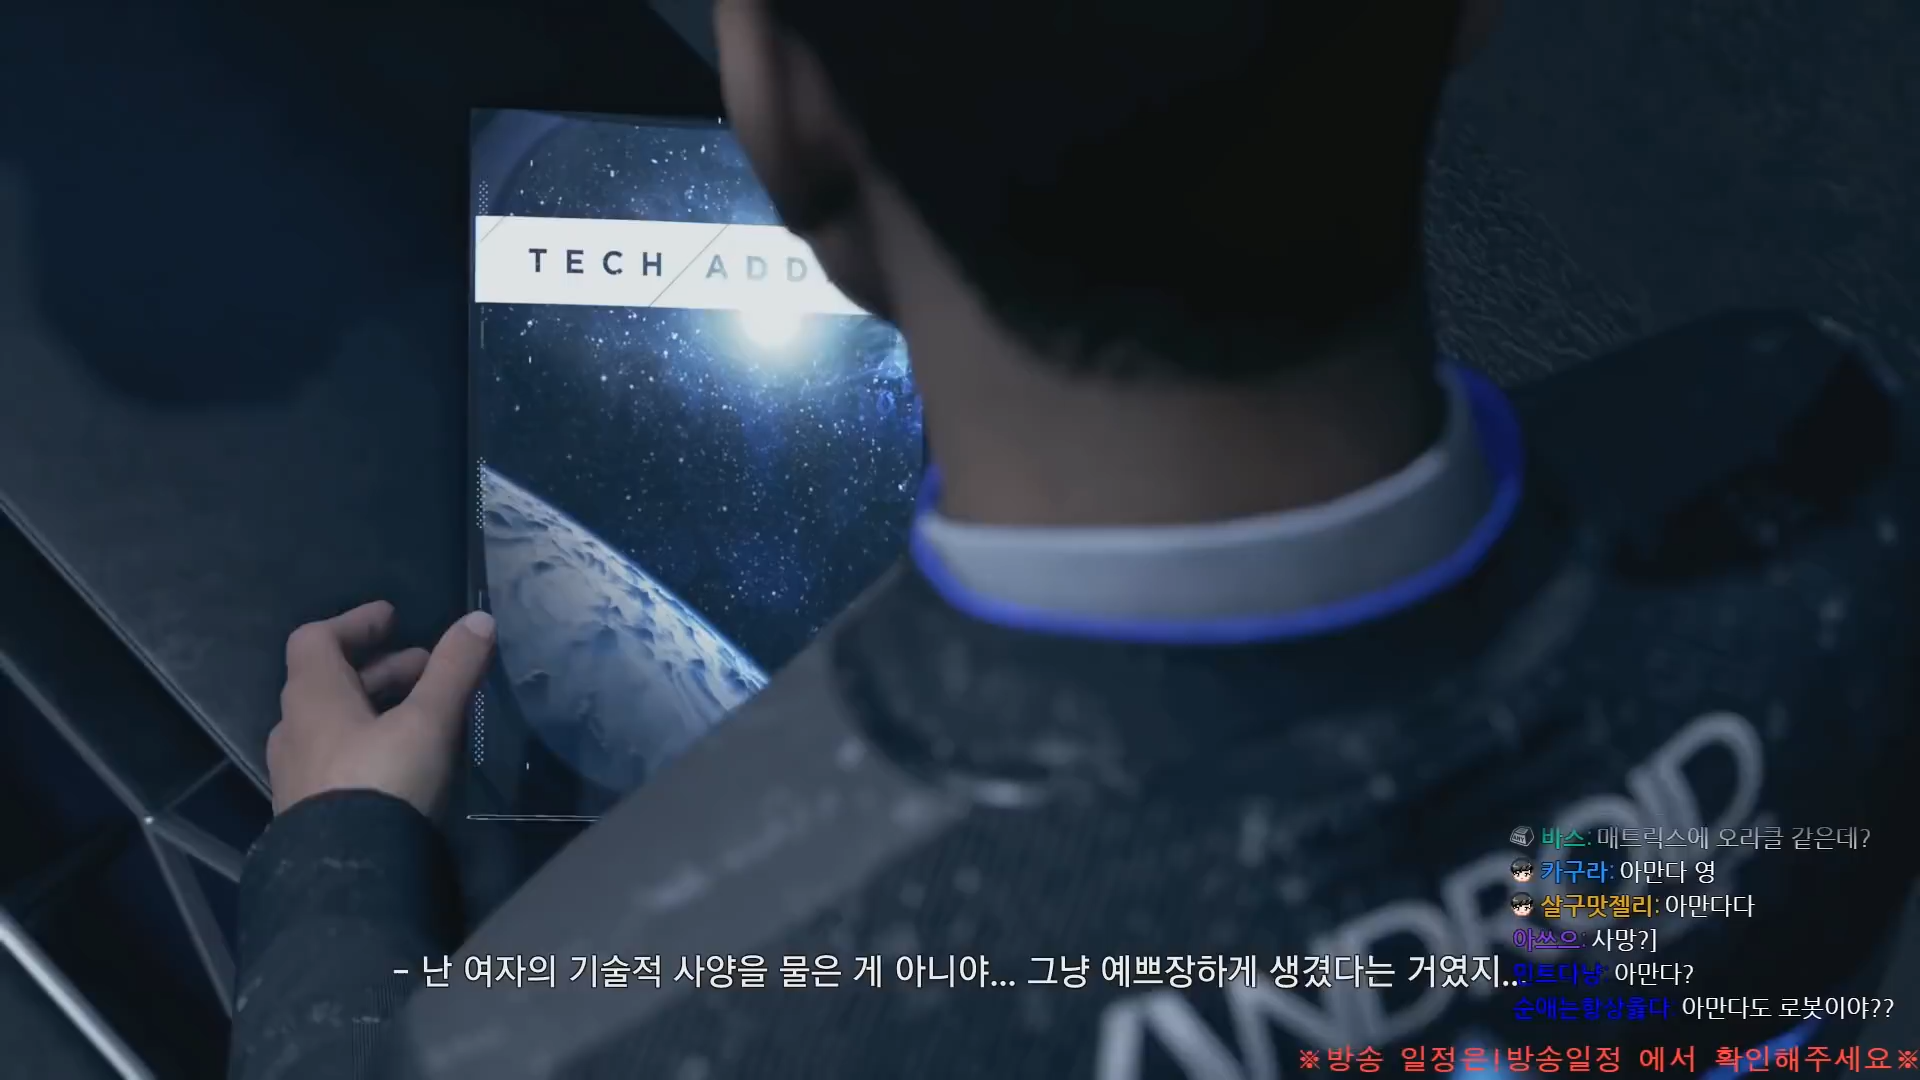 TECH ADD
ANDROID
바스: 매트릭스에 오라클 같은데?
카구라: 아만다 영
살구맛젤리: 아만다다
아쓰으: 사망?]
민트다냥: 아만다?
순애는항상옳다: 아만다도 로봇이야??
- 난 여자의 기술적 사양을 물은 게 아니야... 그냥 예쁘장하게 생겼다는 거였지..
※방송 일정은!방송일정 에서 확인해주세요※